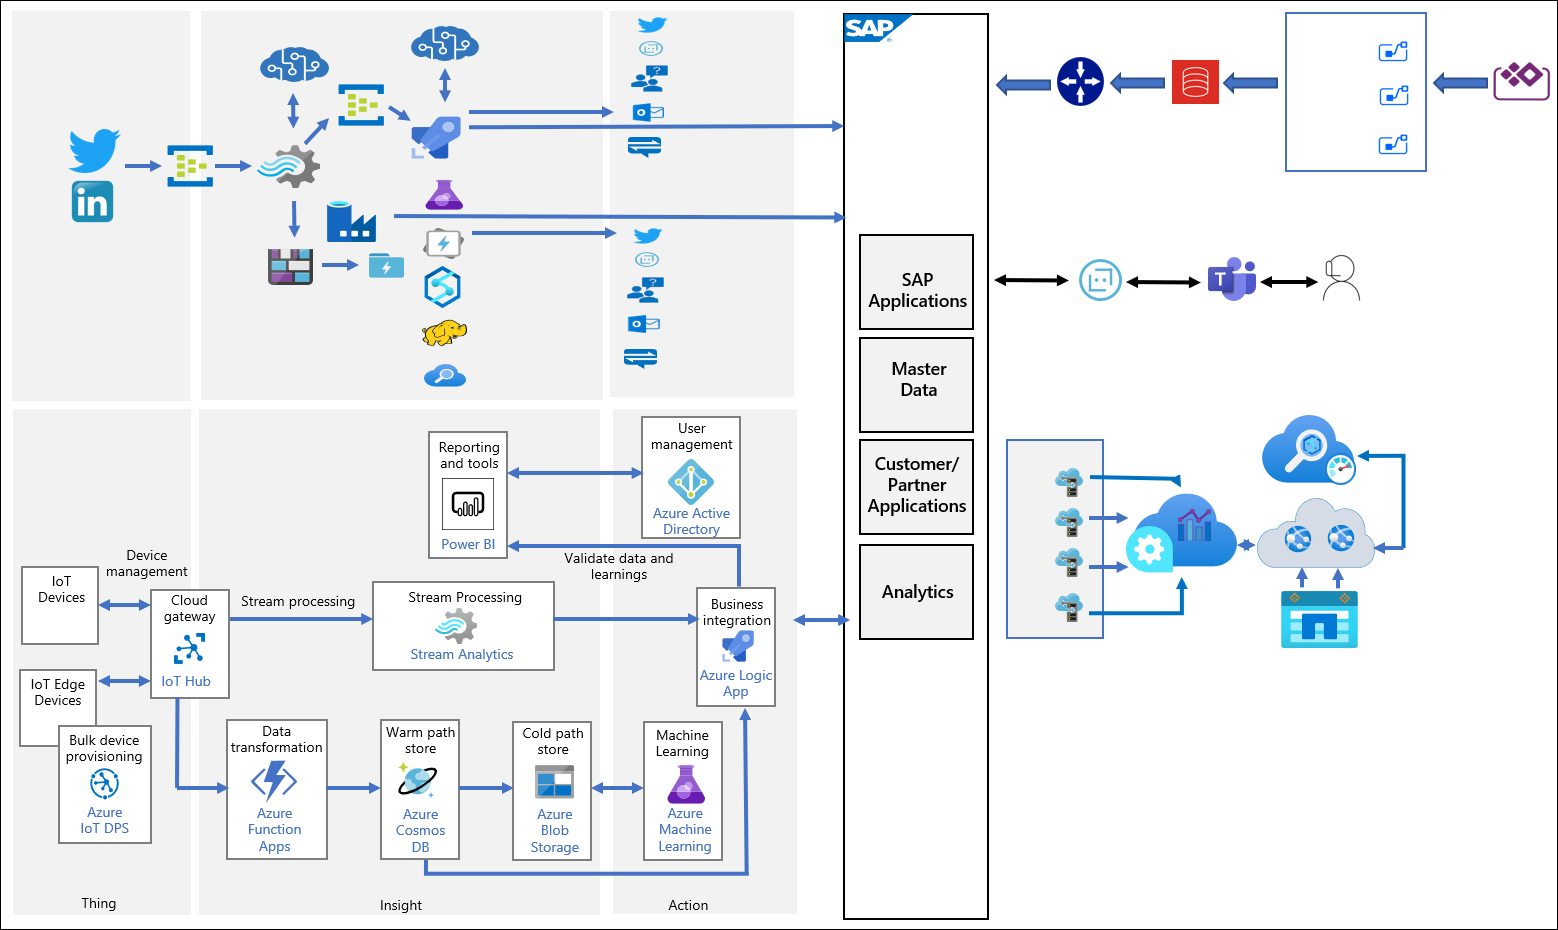 SAP
in
T
SAP
Applications
Master
Data
Customer/
Partner
Applications
Analytics
Reporting
and tools
Power BI
User
management
Azure Active
Directory
Validate data and
learnings
Device
management
IoT
Devices
Cloud
gateway
IoT Hub
Stream processing
Stream Processing
Stream Analytics
Business
integration
Azure Logic
App
IoT Edge
Devices
Bulk device
provisioning
Azure
IoT DPS
Data
transformation
Azure
Function
Apps
Warm path
store
Azure
Cosmos
DB
Cold path
store
Azure
Blob
Storage
Machine
Learning
Azure
Machine
Learning
Thing
Insight
Action